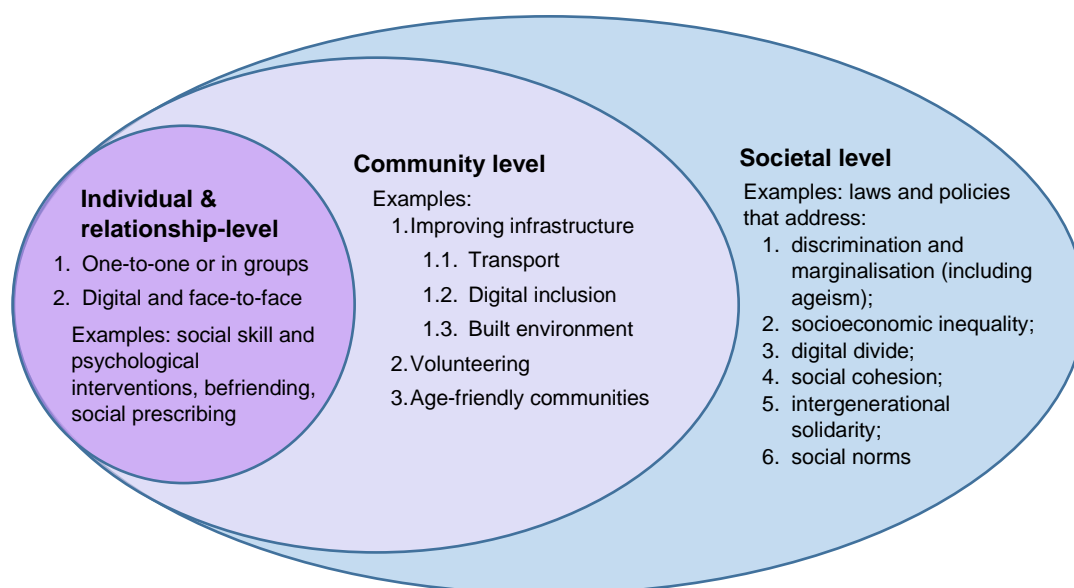 Individual &
relationship-level
1. One-to-one or in groups
2. Digital and face-to-face
Examples: social skill and
psychological
interventions, befriending,
social prescribing
Community level
Examples:
1.Improving infrastructure
1.1. Transport
1.2. Digital inclusion
1.3. Built environment
2.Volunteering
3.Age-friendly communities
Societal level
Examples: laws and policies
that address:
1. discrimination and
marginalisation (including
ageism);
2. socioeconomic inequality;
3. digital divide;
4. social cohesion;
5. intergenerational
solidarity;
6. social norms